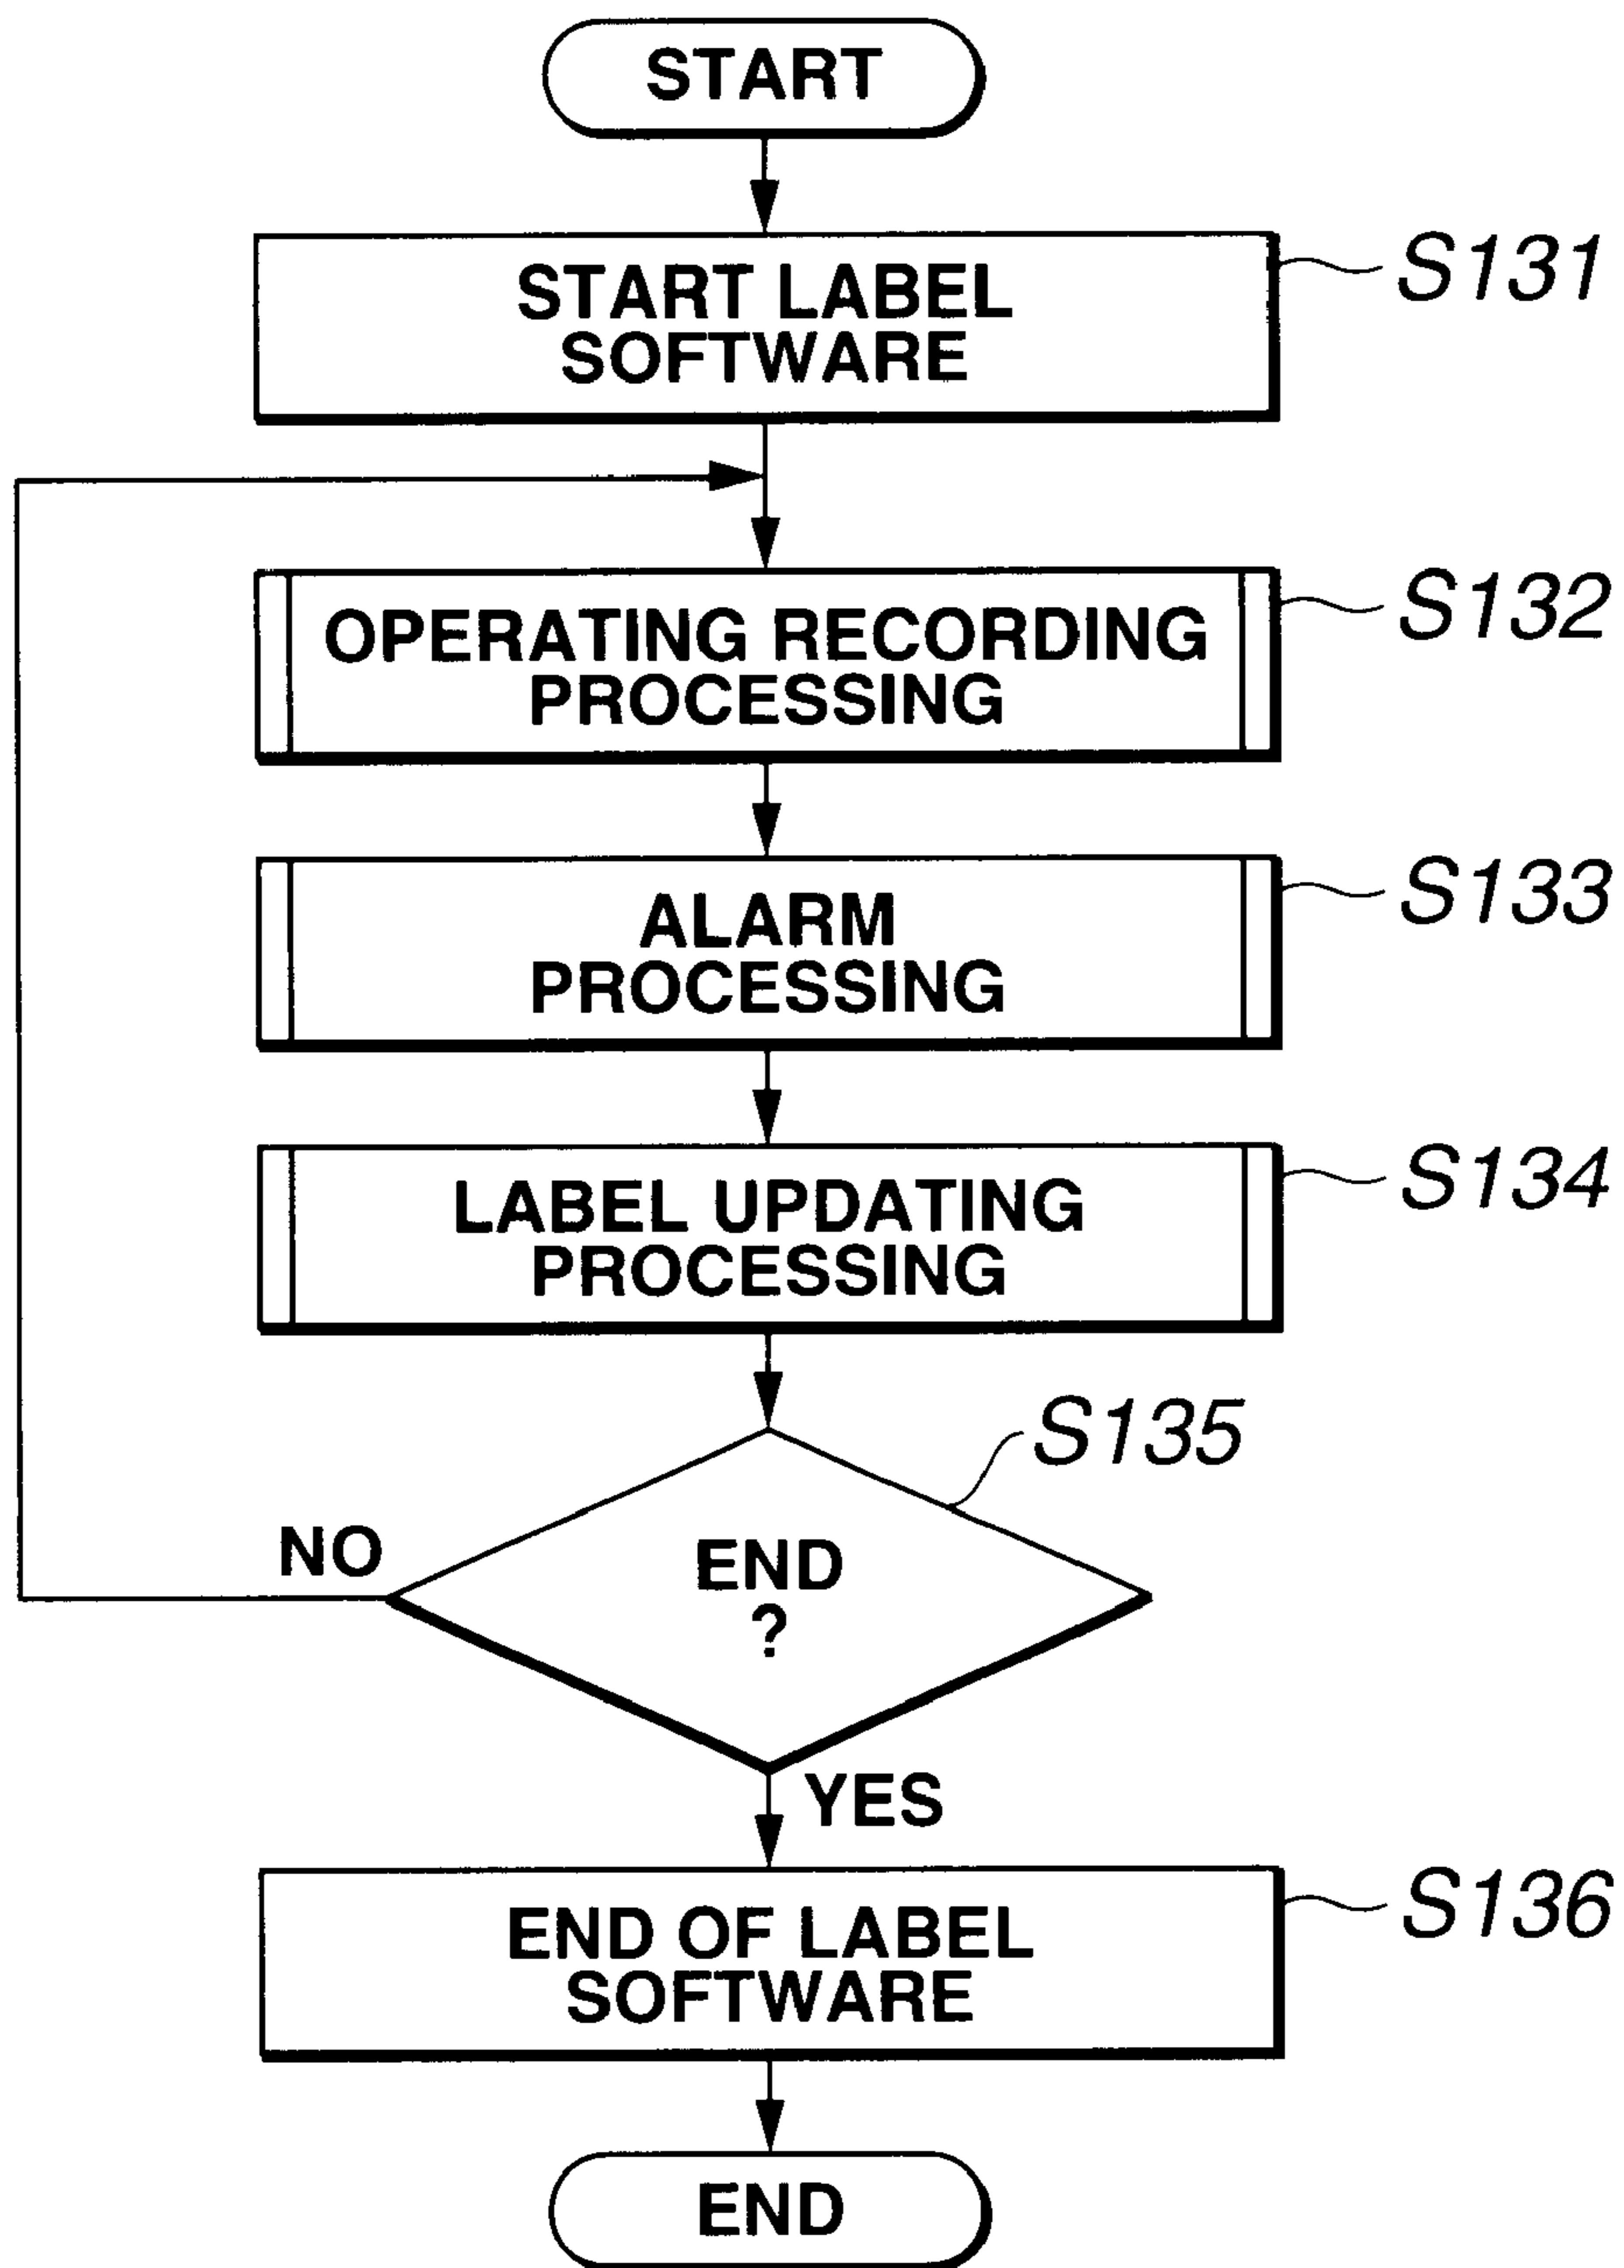 START
START LABEL
SOFTWARE
S131
OPERATING RECORDING
PROCESSING
S132
ALARM
PROCESSING
S133
LABEL UPDATING
PROCESSING
S134
S135
NO
END
?
YES
END OF LABEL
SOFTWARE
S136
END